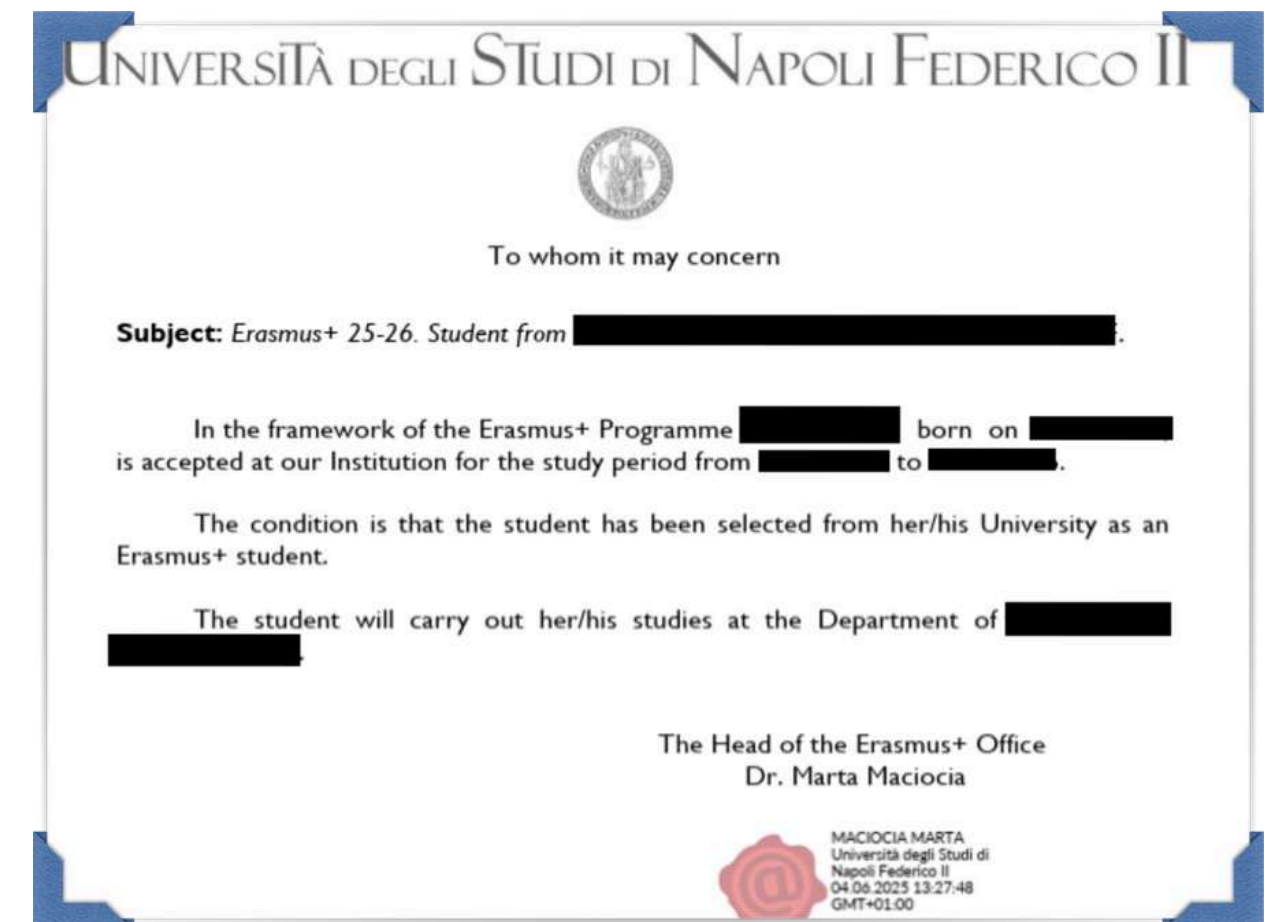 UNIVERSITÀ DEGLI STUDI DI NAPOLI FEDERICO II
To whom it may concern
Subject: Erasmus+ 25-26. Student from .
In the framework of the Erasmus+ Programme born on
is accepted at our Institution for the study period from to .
The condition is that the student has been selected from her/his University as an
Erasmus+ student.
The student will carry out her/his studies at the Department of
.
The Head of the Erasmus+ Office
Dr. Marta Maciocia
MACIOCIA MARTA
Università degli Studi di
Napoli Federico II
04.06.2025 13:27:48
GMT+01:00